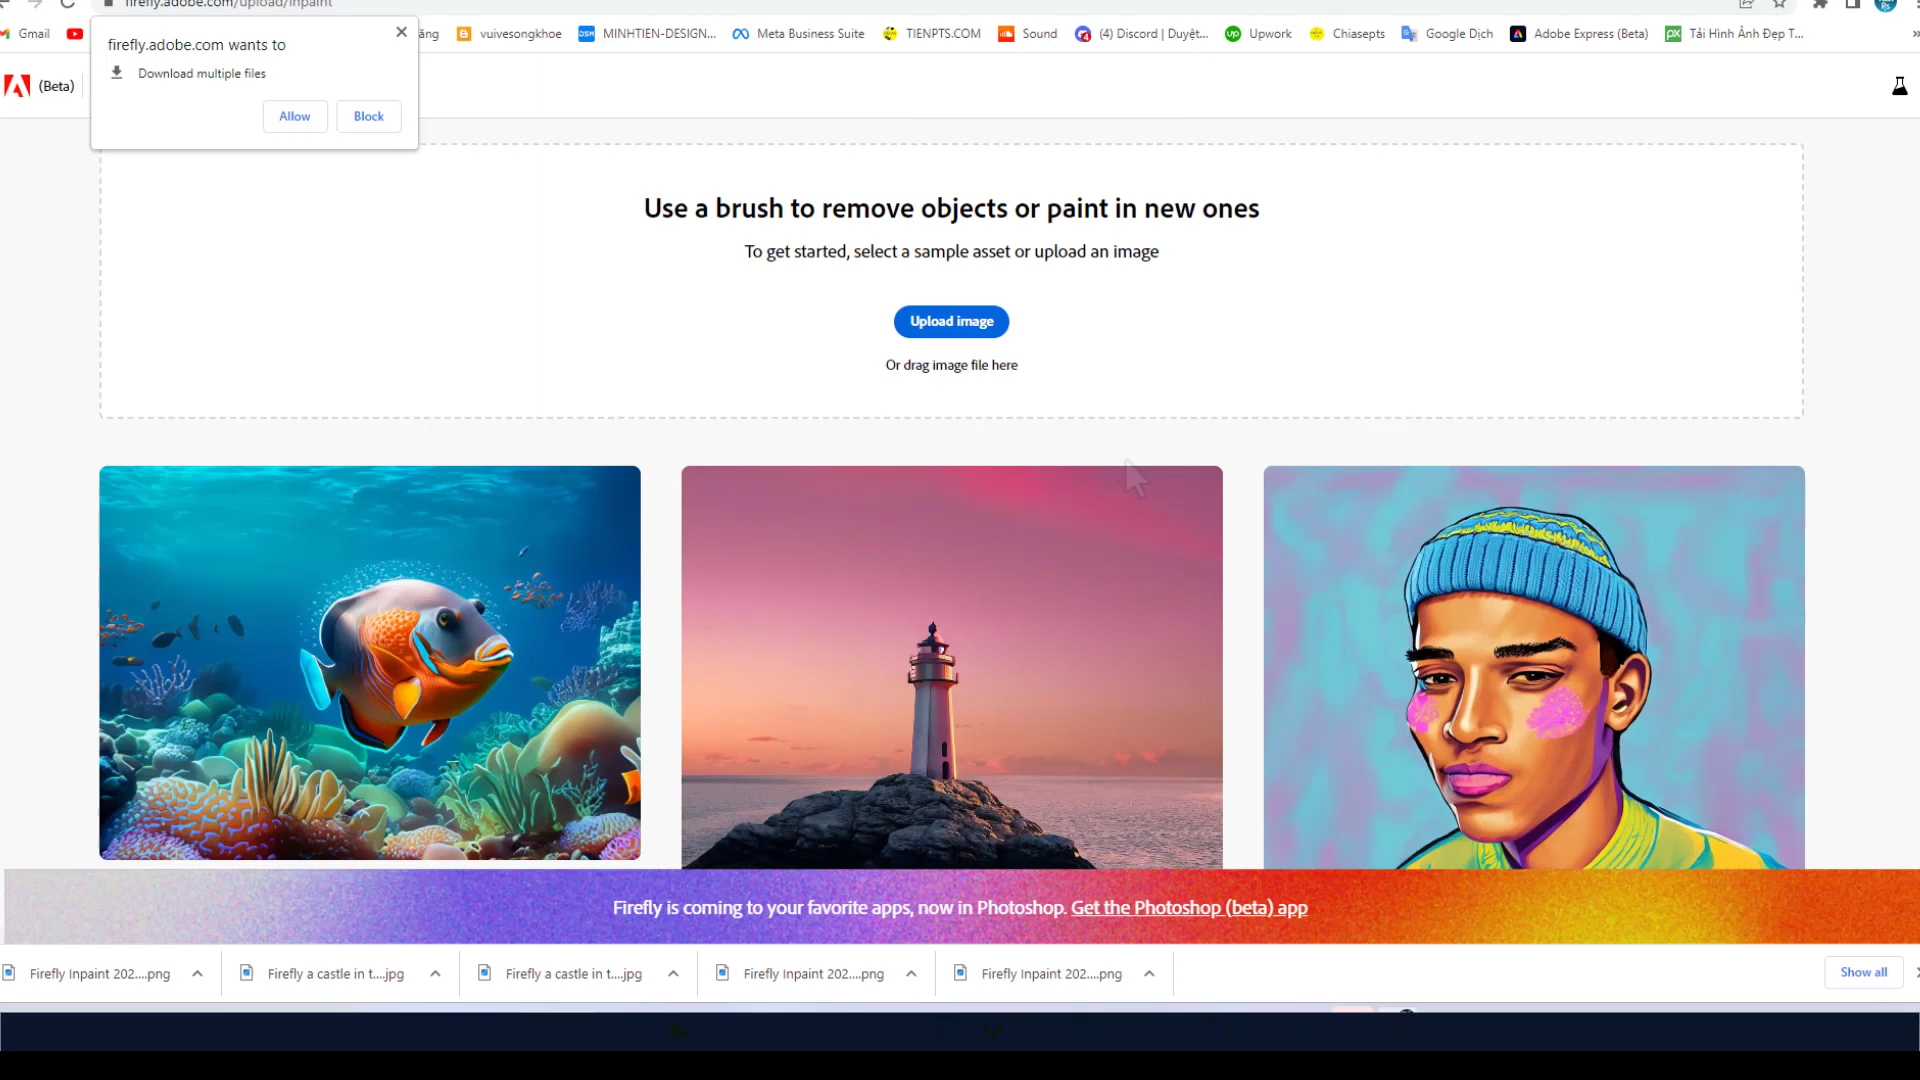 firefly.adobe.com/upload/inpaint
Gmail
ăng
vuivesongkhoe
MINHTIEN-DESIGN...
Meta Business Suite
TIENPTS.COM
Sound
(4) Discord | Duyệt...
Upwork
Chiasepts
Google Dịch
Adobe Express (Beta)
Tải Hình Ảnh Đẹp T...
firefly.adobe.com wants to
Download multiple files
Allow
Block
(Beta)
Use a brush to remove objects or paint in new ones
To get started, select a sample asset or upload an image
Upload image
Or drag image file here
Firefly is coming to your favorite apps, now in Photoshop. Get the Photoshop (beta) app
Firefly Inpaint 202....png
Firefly a castle in t....jpg
Firefly a castle in t....jpg
Firefly Inpaint 202....png
Firefly Inpaint 202....png
Show all